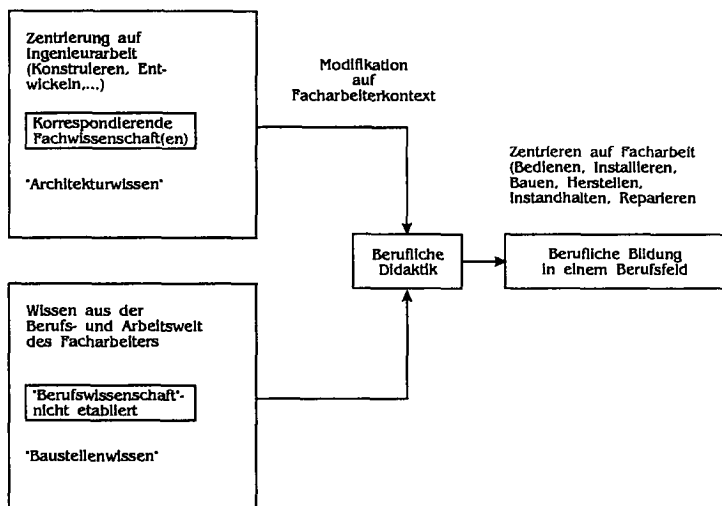 Zentrierung auf
Ingenieurarbeit
(Konstruieren, Ent-
wickeln,...)
Korrespondierende
Fachwissenschaft(en)
"Architekturwissen"
Modifikation
auf
Facharbeiterkontext
Zentrieren auf Facharbeit
(Bedienen, Installieren,
Bauen, Herstellen,
Instandhalten, Reparieren
Berufliche
Didaktik
Berufliche Bildung
in einem Berufsfeld
Wissen aus der
Berufs- und Arbeitswelt
des Facharbeiters
"Berufswissenschaft"-
nicht etabliert
"Baustellenwissen"